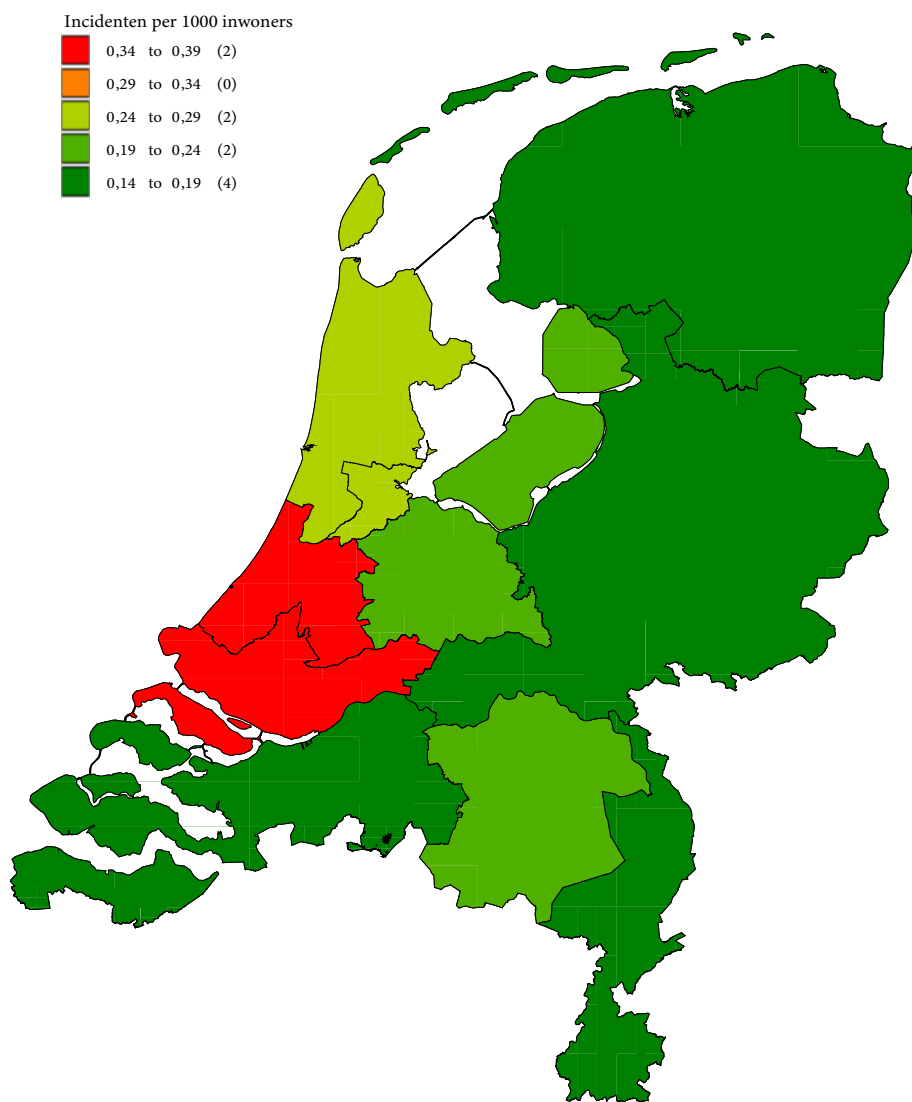 Incidenten per 1000 inwoners
0,34 to 0,39 (2)
0,29 to 0,34 (0)
0,24 to 0,29 (2)
0,19 to 0,24 (2)
0,14 to 0,19 (4)